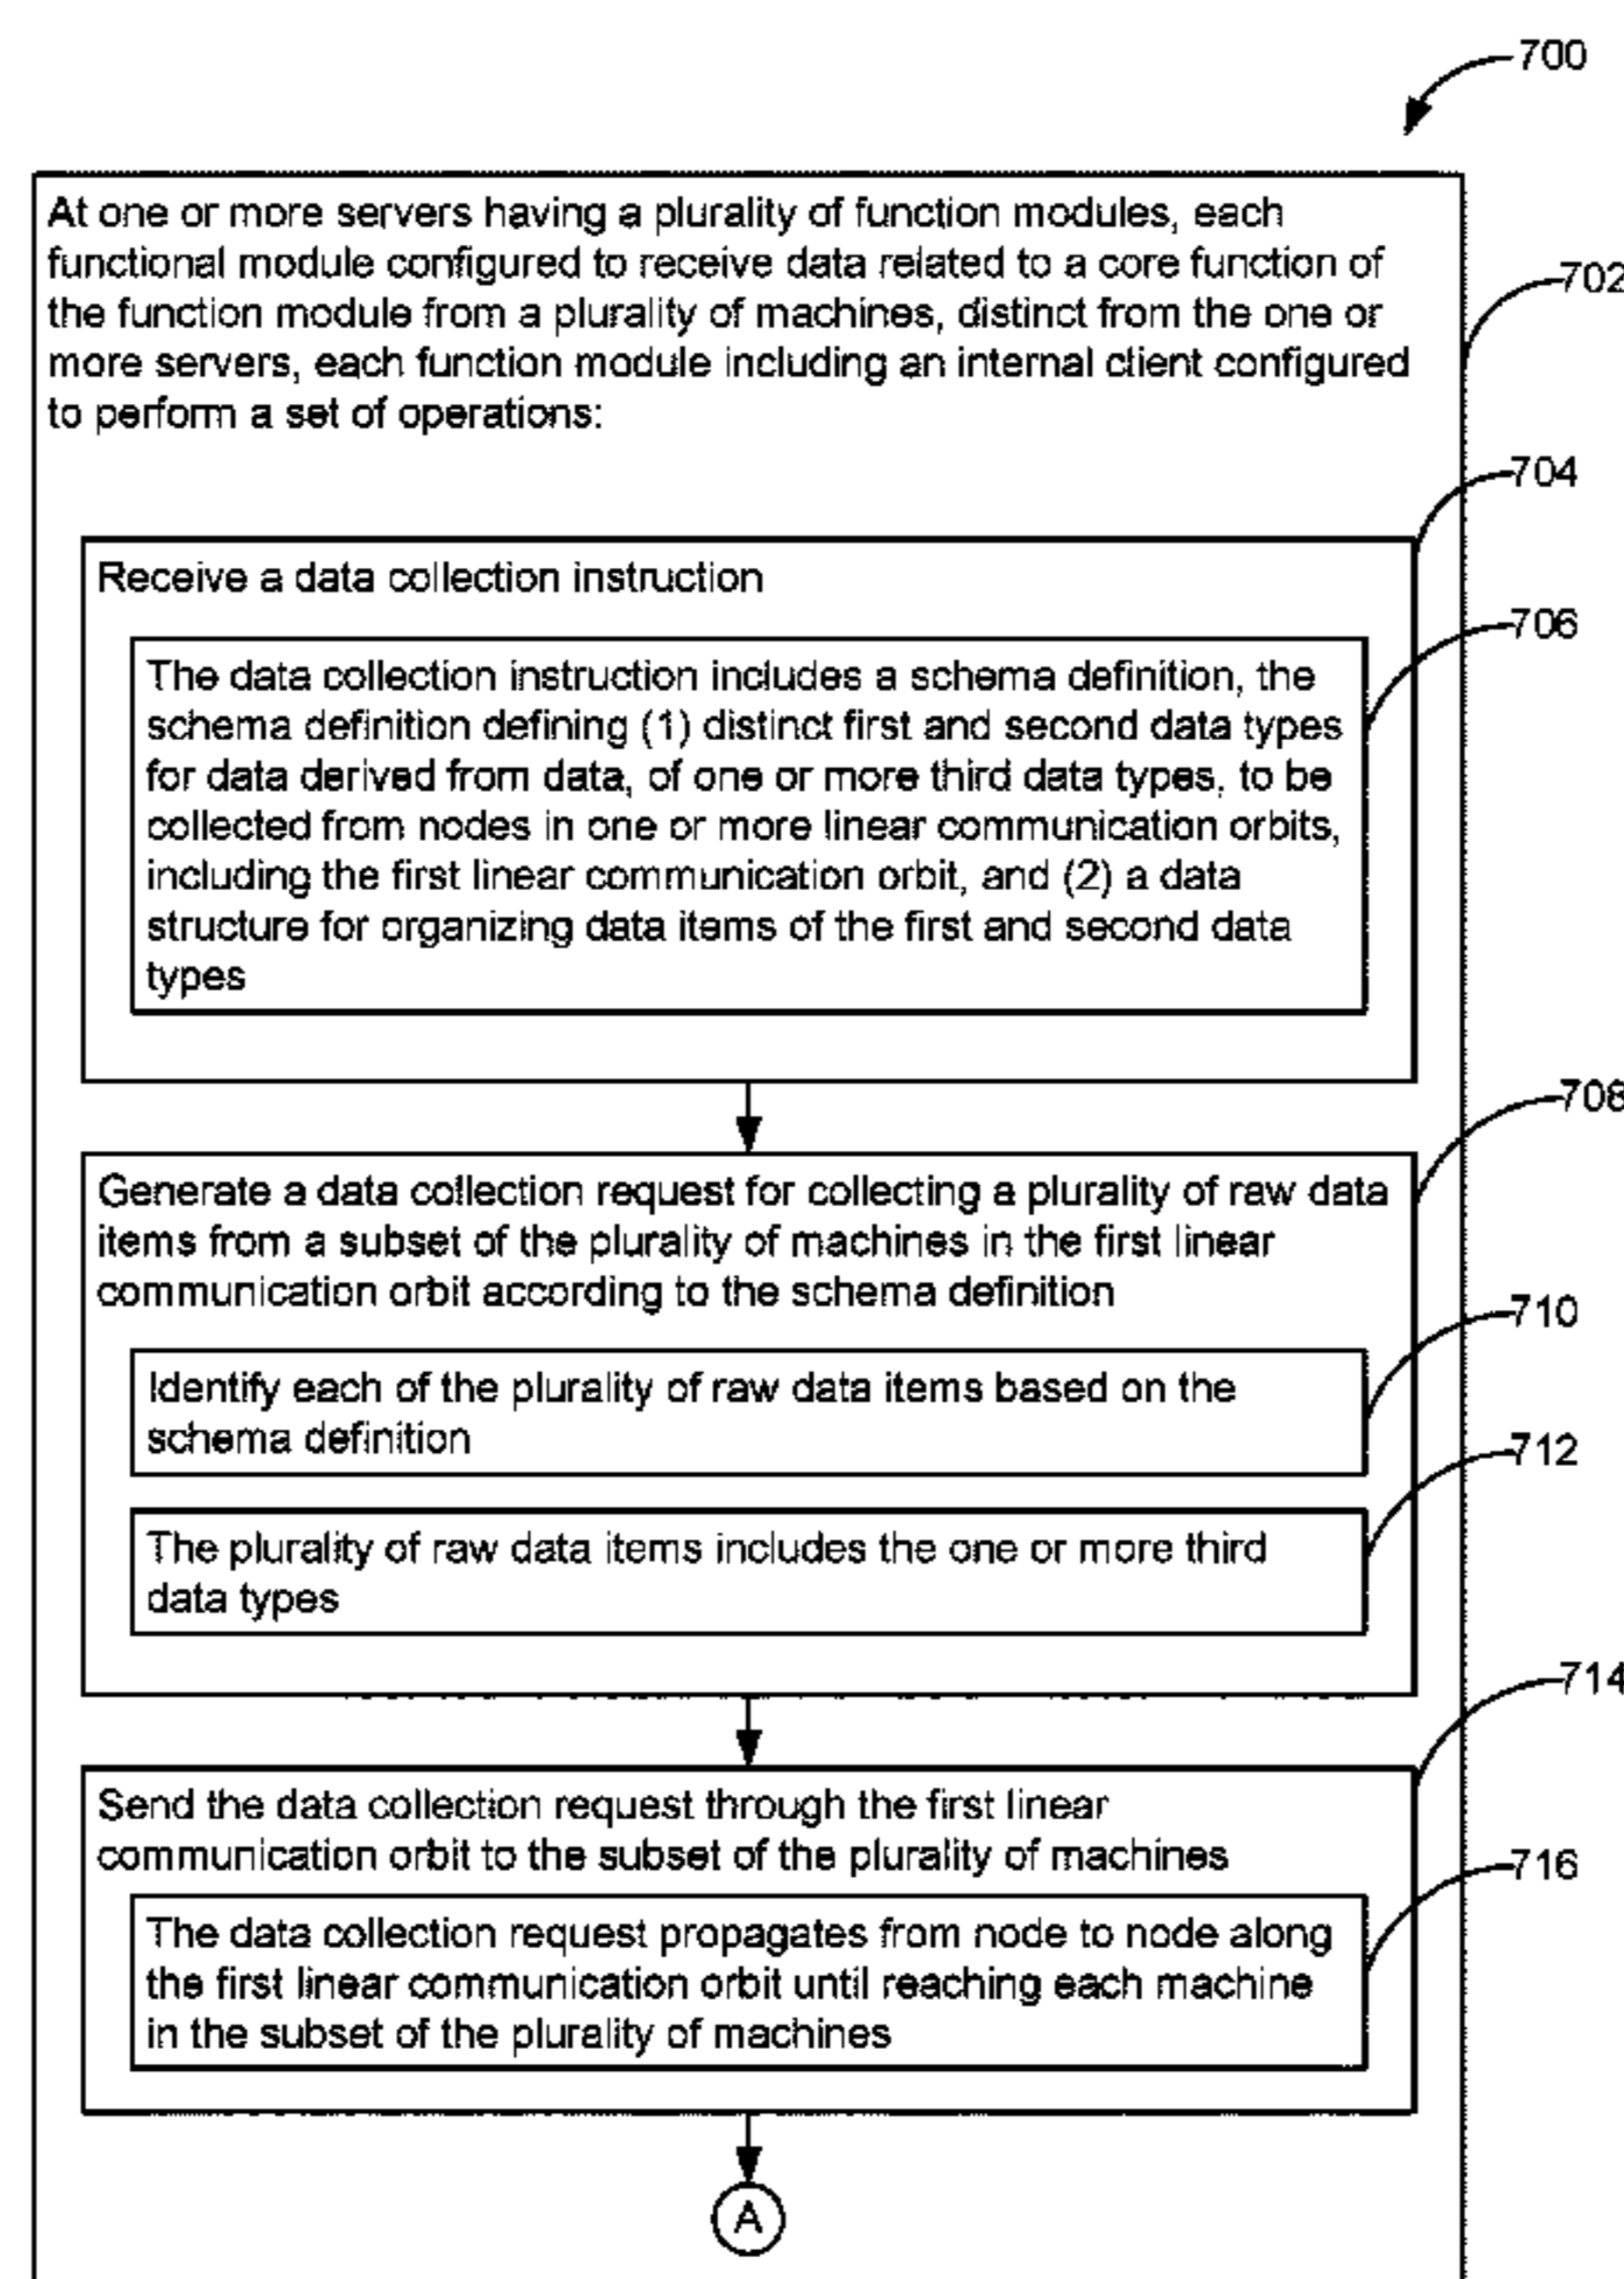 700
At one or more servers having a plurality of function modules, each
functional module configured to receive data related to a core function of
the function module from a plurality of machines, distinct from the one or
more servers, each function module including an internal client configured
to perform a set of operations:
702
704
Receive a data collection instruction
706
The data collection instruction includes a schema definition, the
schema definition defining (1) distinct first and second data types
for data derived from data, of one or more third data types, to be
collected from nodes in one or more linear communication orbits,
including the first linear communication orbit, and (2) a data
structure for organizing data items of the first and second data
types
708
Generate a data collection request for collecting a plurality of raw data
items from a subset of the plurality of machines in the first linear
communication orbit according to the schema definition
710
Identify each of the plurality of raw data items based on the
schema definition
712
The plurality of raw data items includes the one or more third
data types
714
Send the data collection request through the first linear
communication orbit to the subset of the plurality of machines
716
The data collection request propagates from node to node along
the first linear communication orbit until reaching each machine
in the subset of the plurality of machines
A